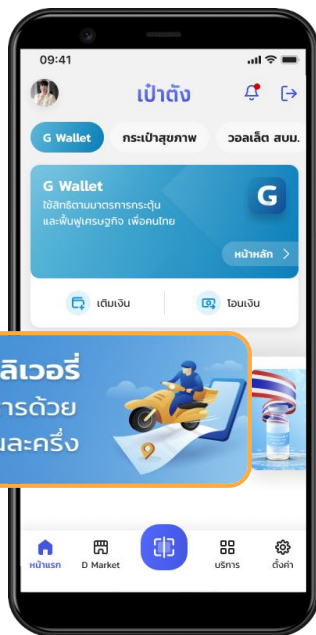 09:41
เป๋าตัง
G Wallet
กระเป๋าสุขภาพ
วอลเล็ต สบม.
G Wallet
ใช้สิทธิตามมาตรการกระตุ้น
และฟื้นฟูเศรษฐกิจ เพื่อคนไทย
G
หน้าหลัก
เติมเงิน
โอนเงิน
ลิเวอรี่
ารด้วย
นละครึ่ง
หน้าแรก
D Market
บริการ
ตั้งค่า